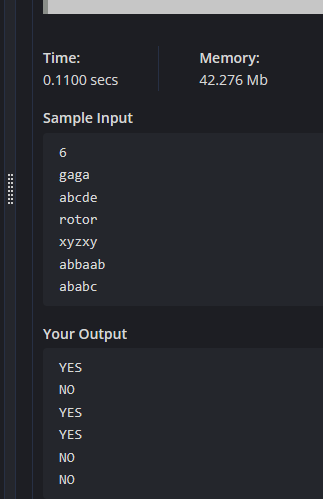 Time: Memory:
0.1100 secs 42.276 Mb
Sample Input
6
gaga
abcde
rotor
xyzxy
abbaab
ababc
Your Output
YES
NO
YES
YES
NO
NO